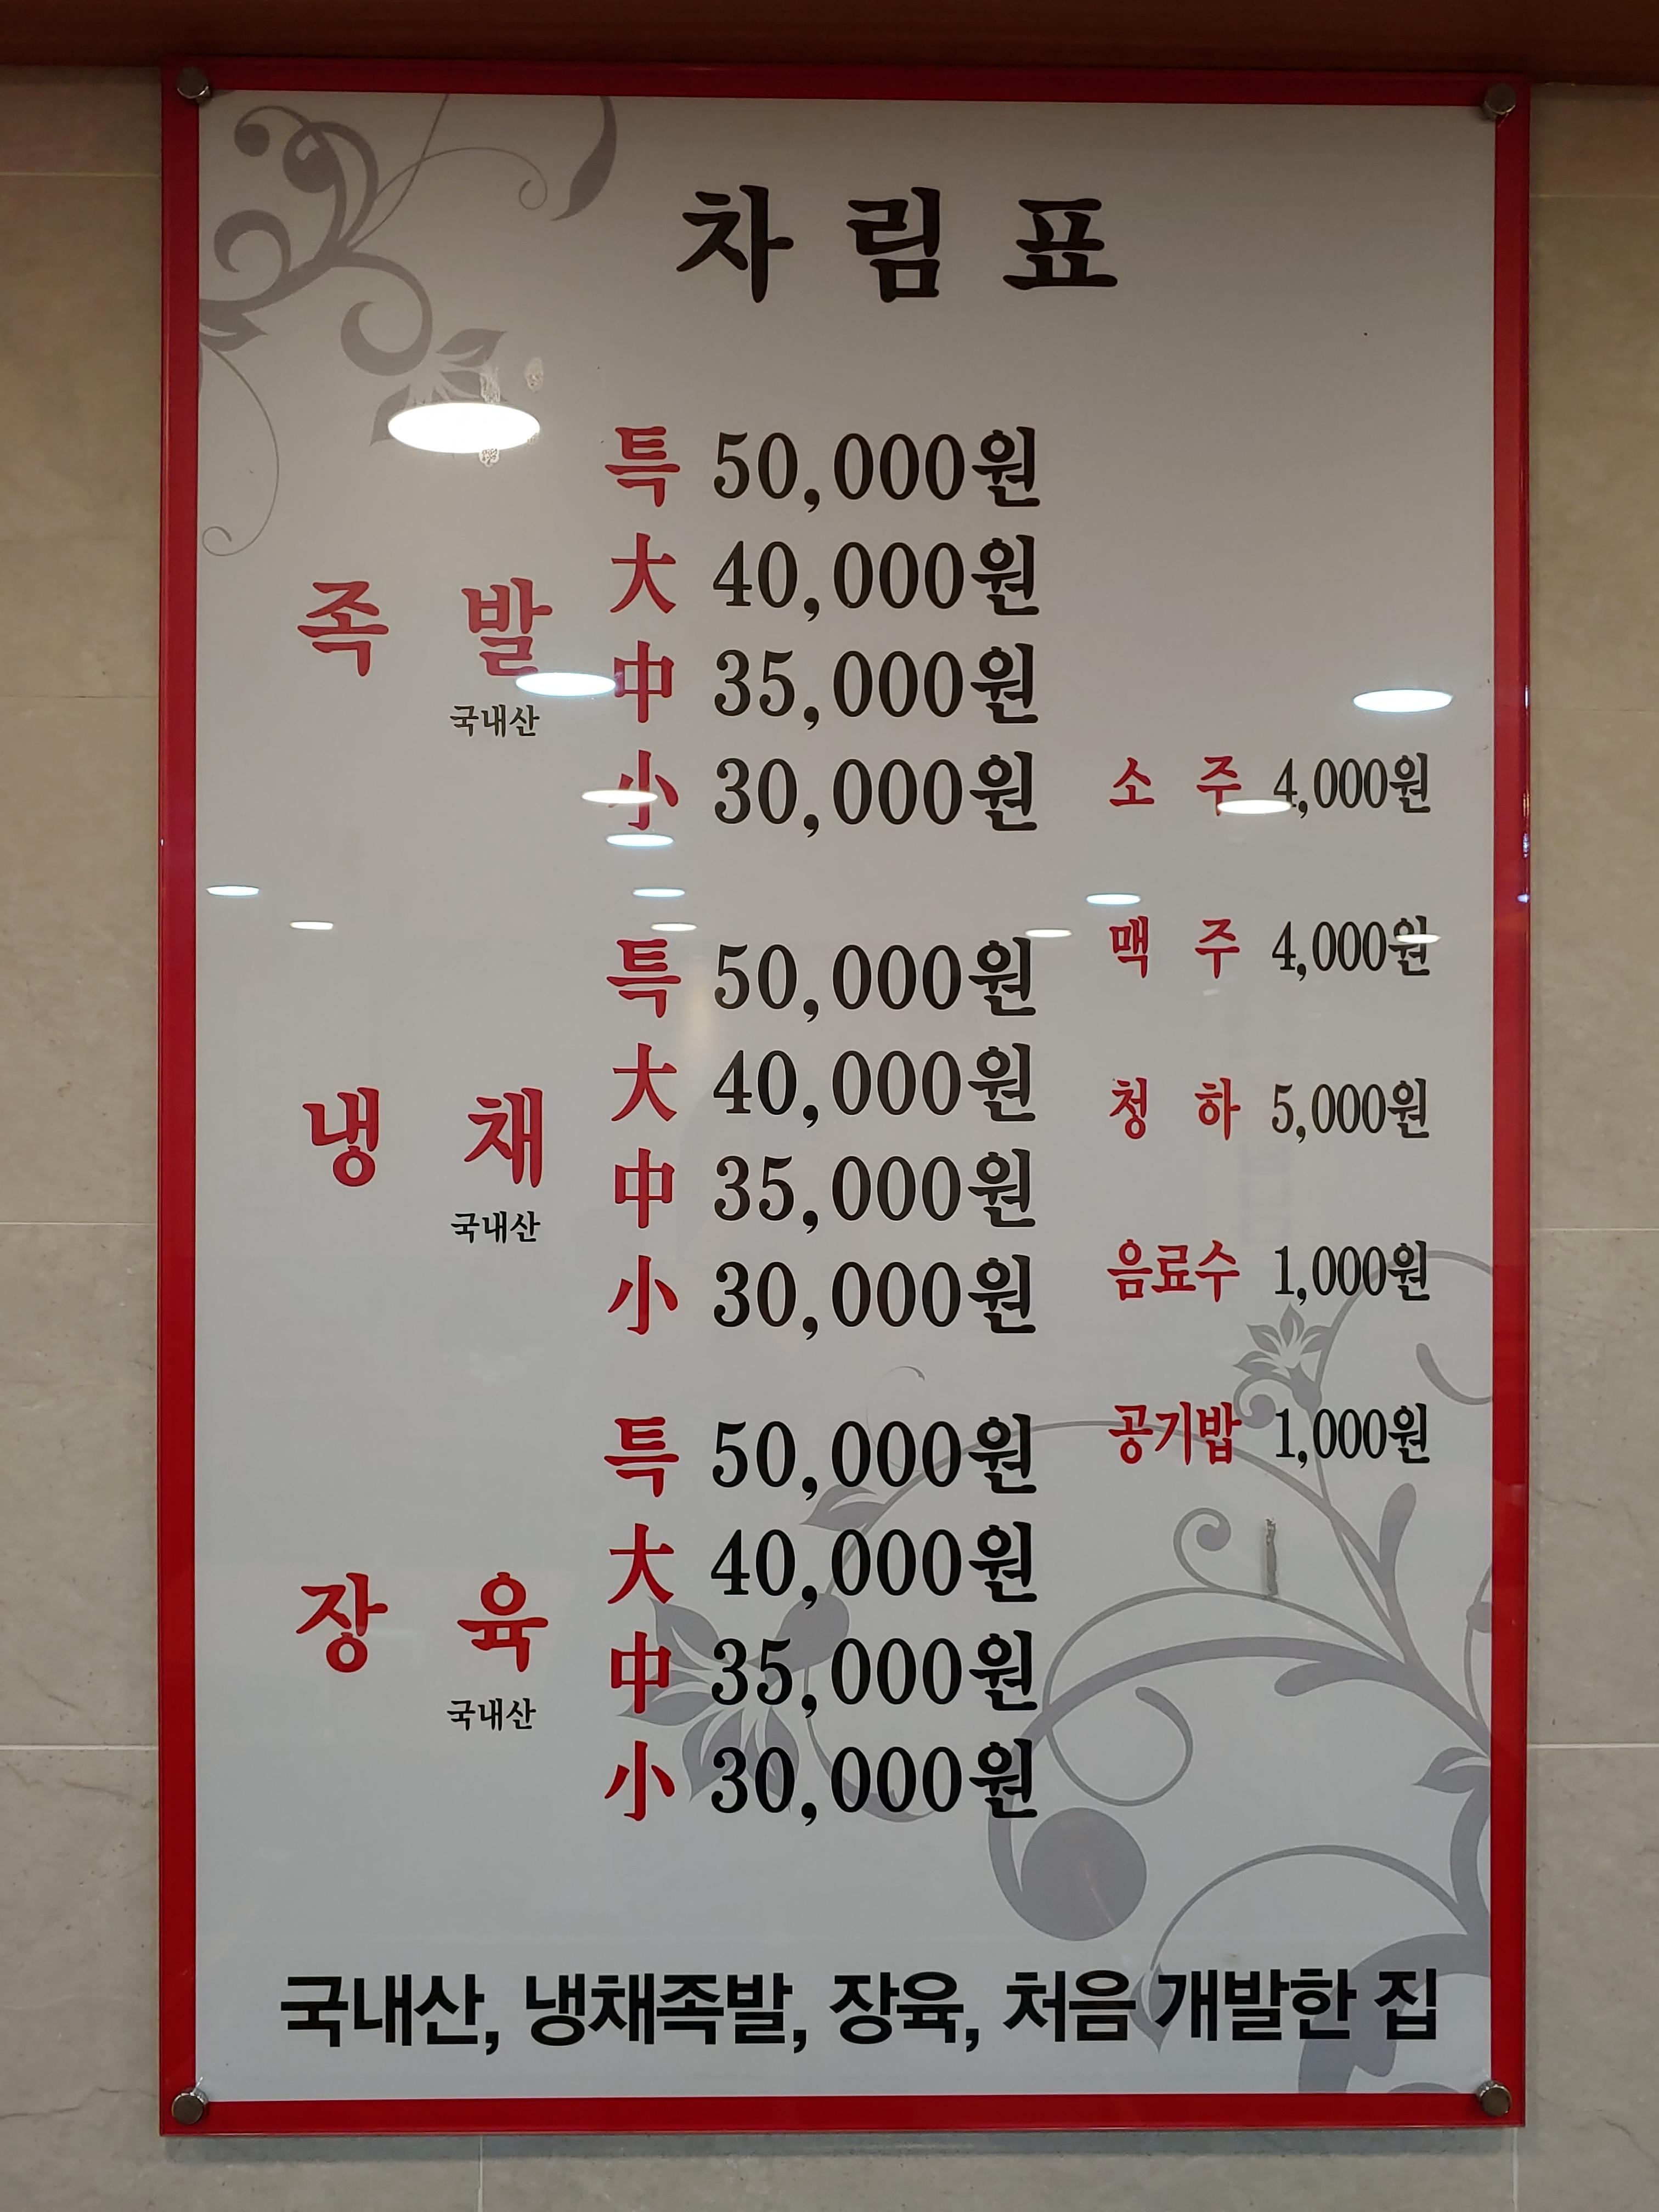 차림표
족발
국내산
특 50,000원
大 40,000원
中 35,000원
小 30,000원
냉채
국내산
특 50,000원
大 40,000원
中 35,000원
小 30,000원
장육
국내산
특 50,000원
大 40,000원
中 35,000원
小 30,000원
소주 4,000원
맥주 4,000원
청하 5,000원
음료수 1,000원
공기밥 1,000원
국내산, 냉채족발, 장육, 처음 개발한 집